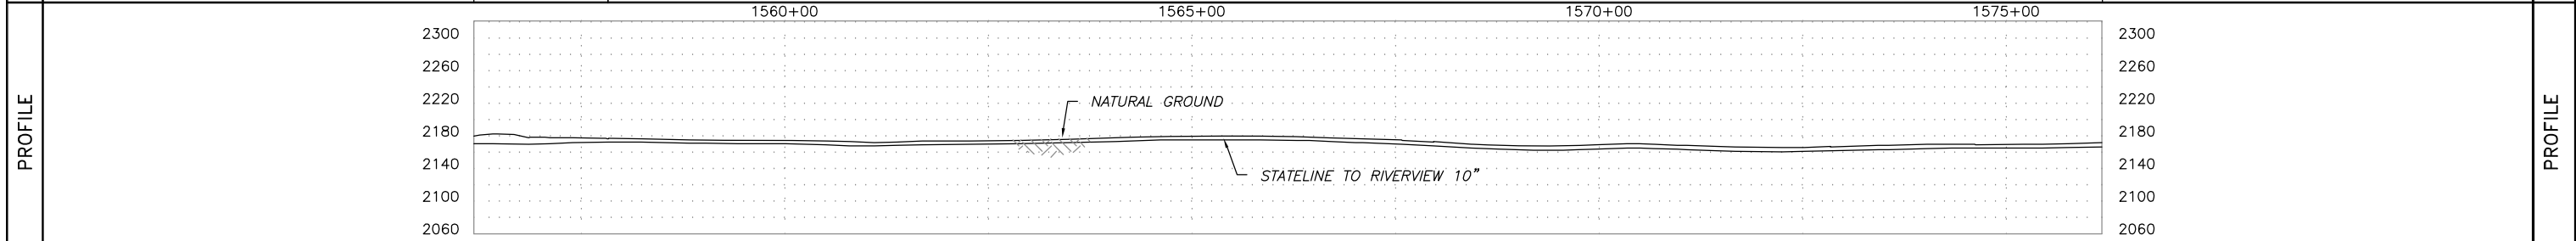 1560+00 1565+00 1570+00 1575+00
PROFILE
2300 2300
2260 2260
2220 2220
NATURAL GROUND
2180 2180
2140 2140
STATELINE TO RIVERVIEW 10”
2100 2100
2060 2060
PROFILE